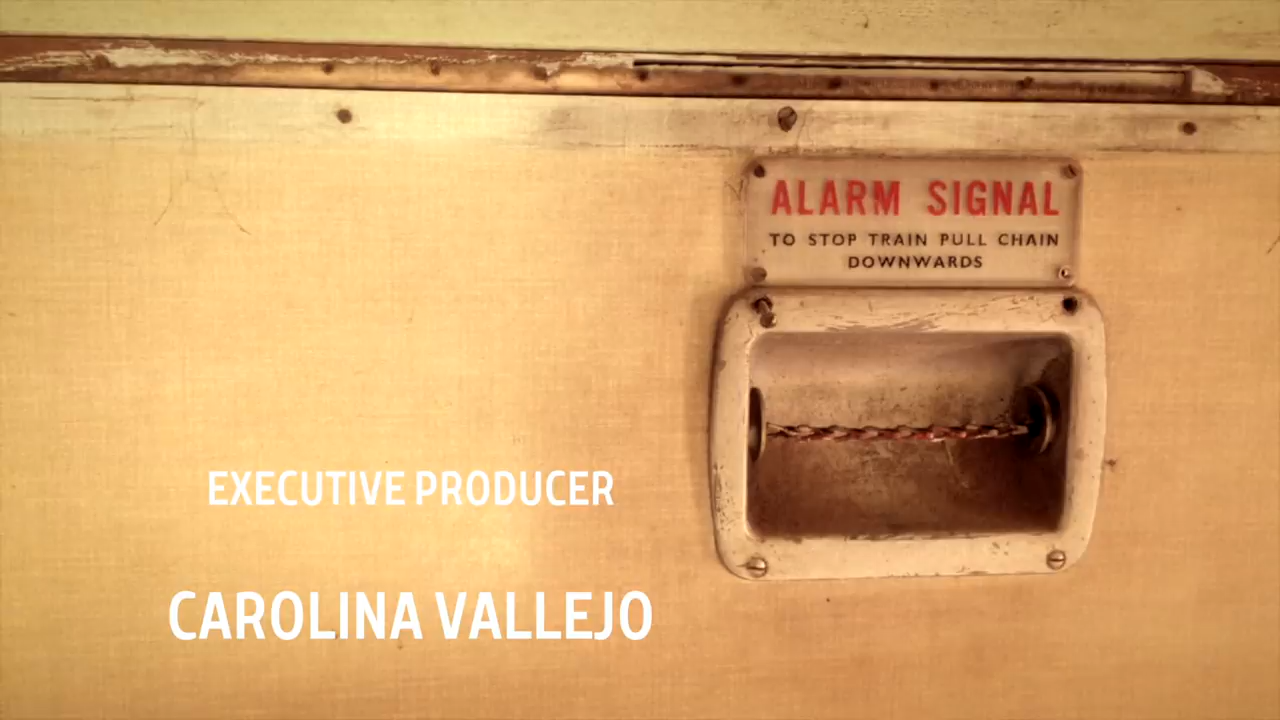 ALARM SIGNAL
TO STOP TRAIN PULL CHAIN
DOWNWARDS
EXECUTIVE PRODUCER
CAROLINA VALLEJO